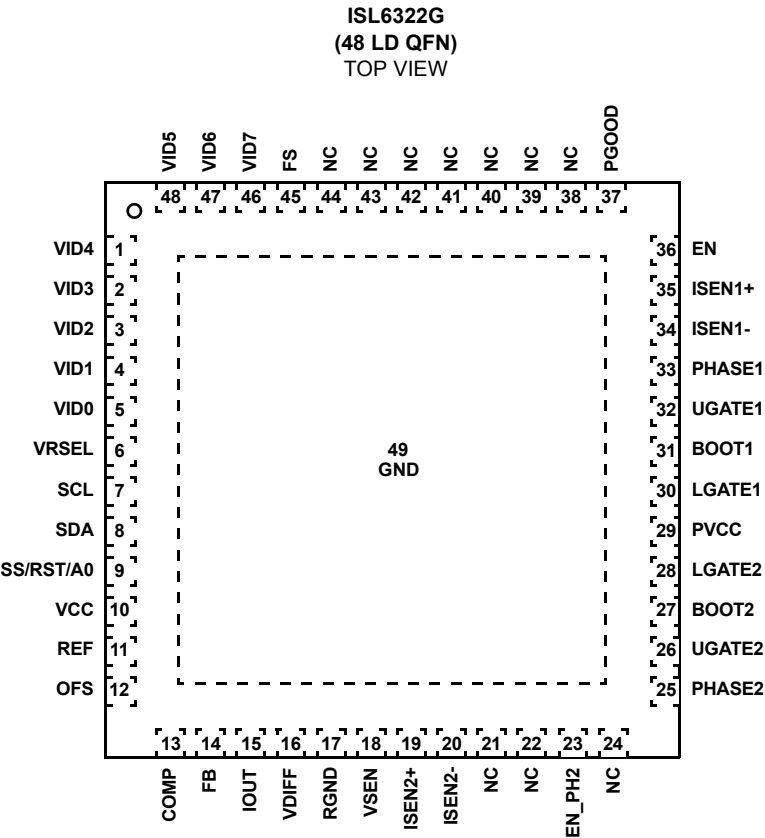 ISL6322G
(48 LD QFN)
TOP VIEW
VID5
VID6
VID7
FS
NC
NC
NC
NC
NC
NC
NC
PGOOD
48
47
46
45
44
43
42
41
40
39
38
37
VID4 1
VID3 2
VID2 3
VID1 4
VID0 5
VRSEL 6
SCL 7
SDA 8
SS/RST/A0 9
VCC 10
REF 11
OFS 12
49
GND
36 EN
35 ISEN1+
34 ISEN1-
33 PHASE1
32 UGATE1
31 BOOT1
30 LGATE1
29 PVCC
28 LGATE2
27 BOOT2
26 UGATE2
25 PHASE2
13
14
15
16
17
18
19
20
21
22
23
24
COMP
FB
IOUT
VDIFF
RGND
VSEN
ISEN2+
ISEN2-
NC
NC
EN_PH2
NC